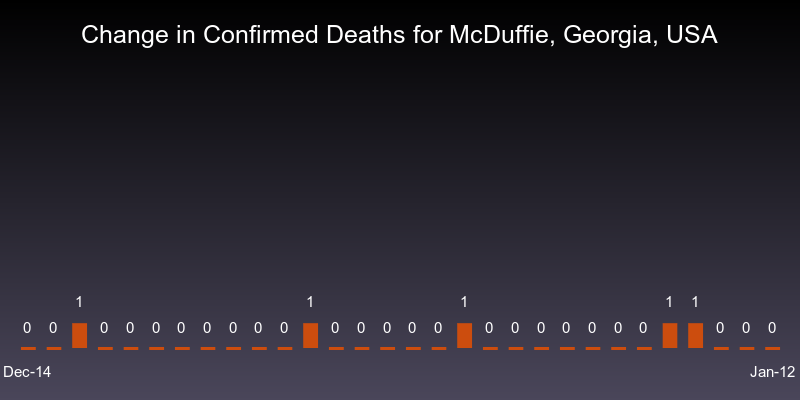 Change in Confirmed Deaths for McDuffie, Georgia, USA
1 1 1 1 1
0 0 0 0 0 0 0 0 0 0 0 0 0 0 0 0 0 0 0 0 0 0 0 0 0
Dec-14 Jan-12